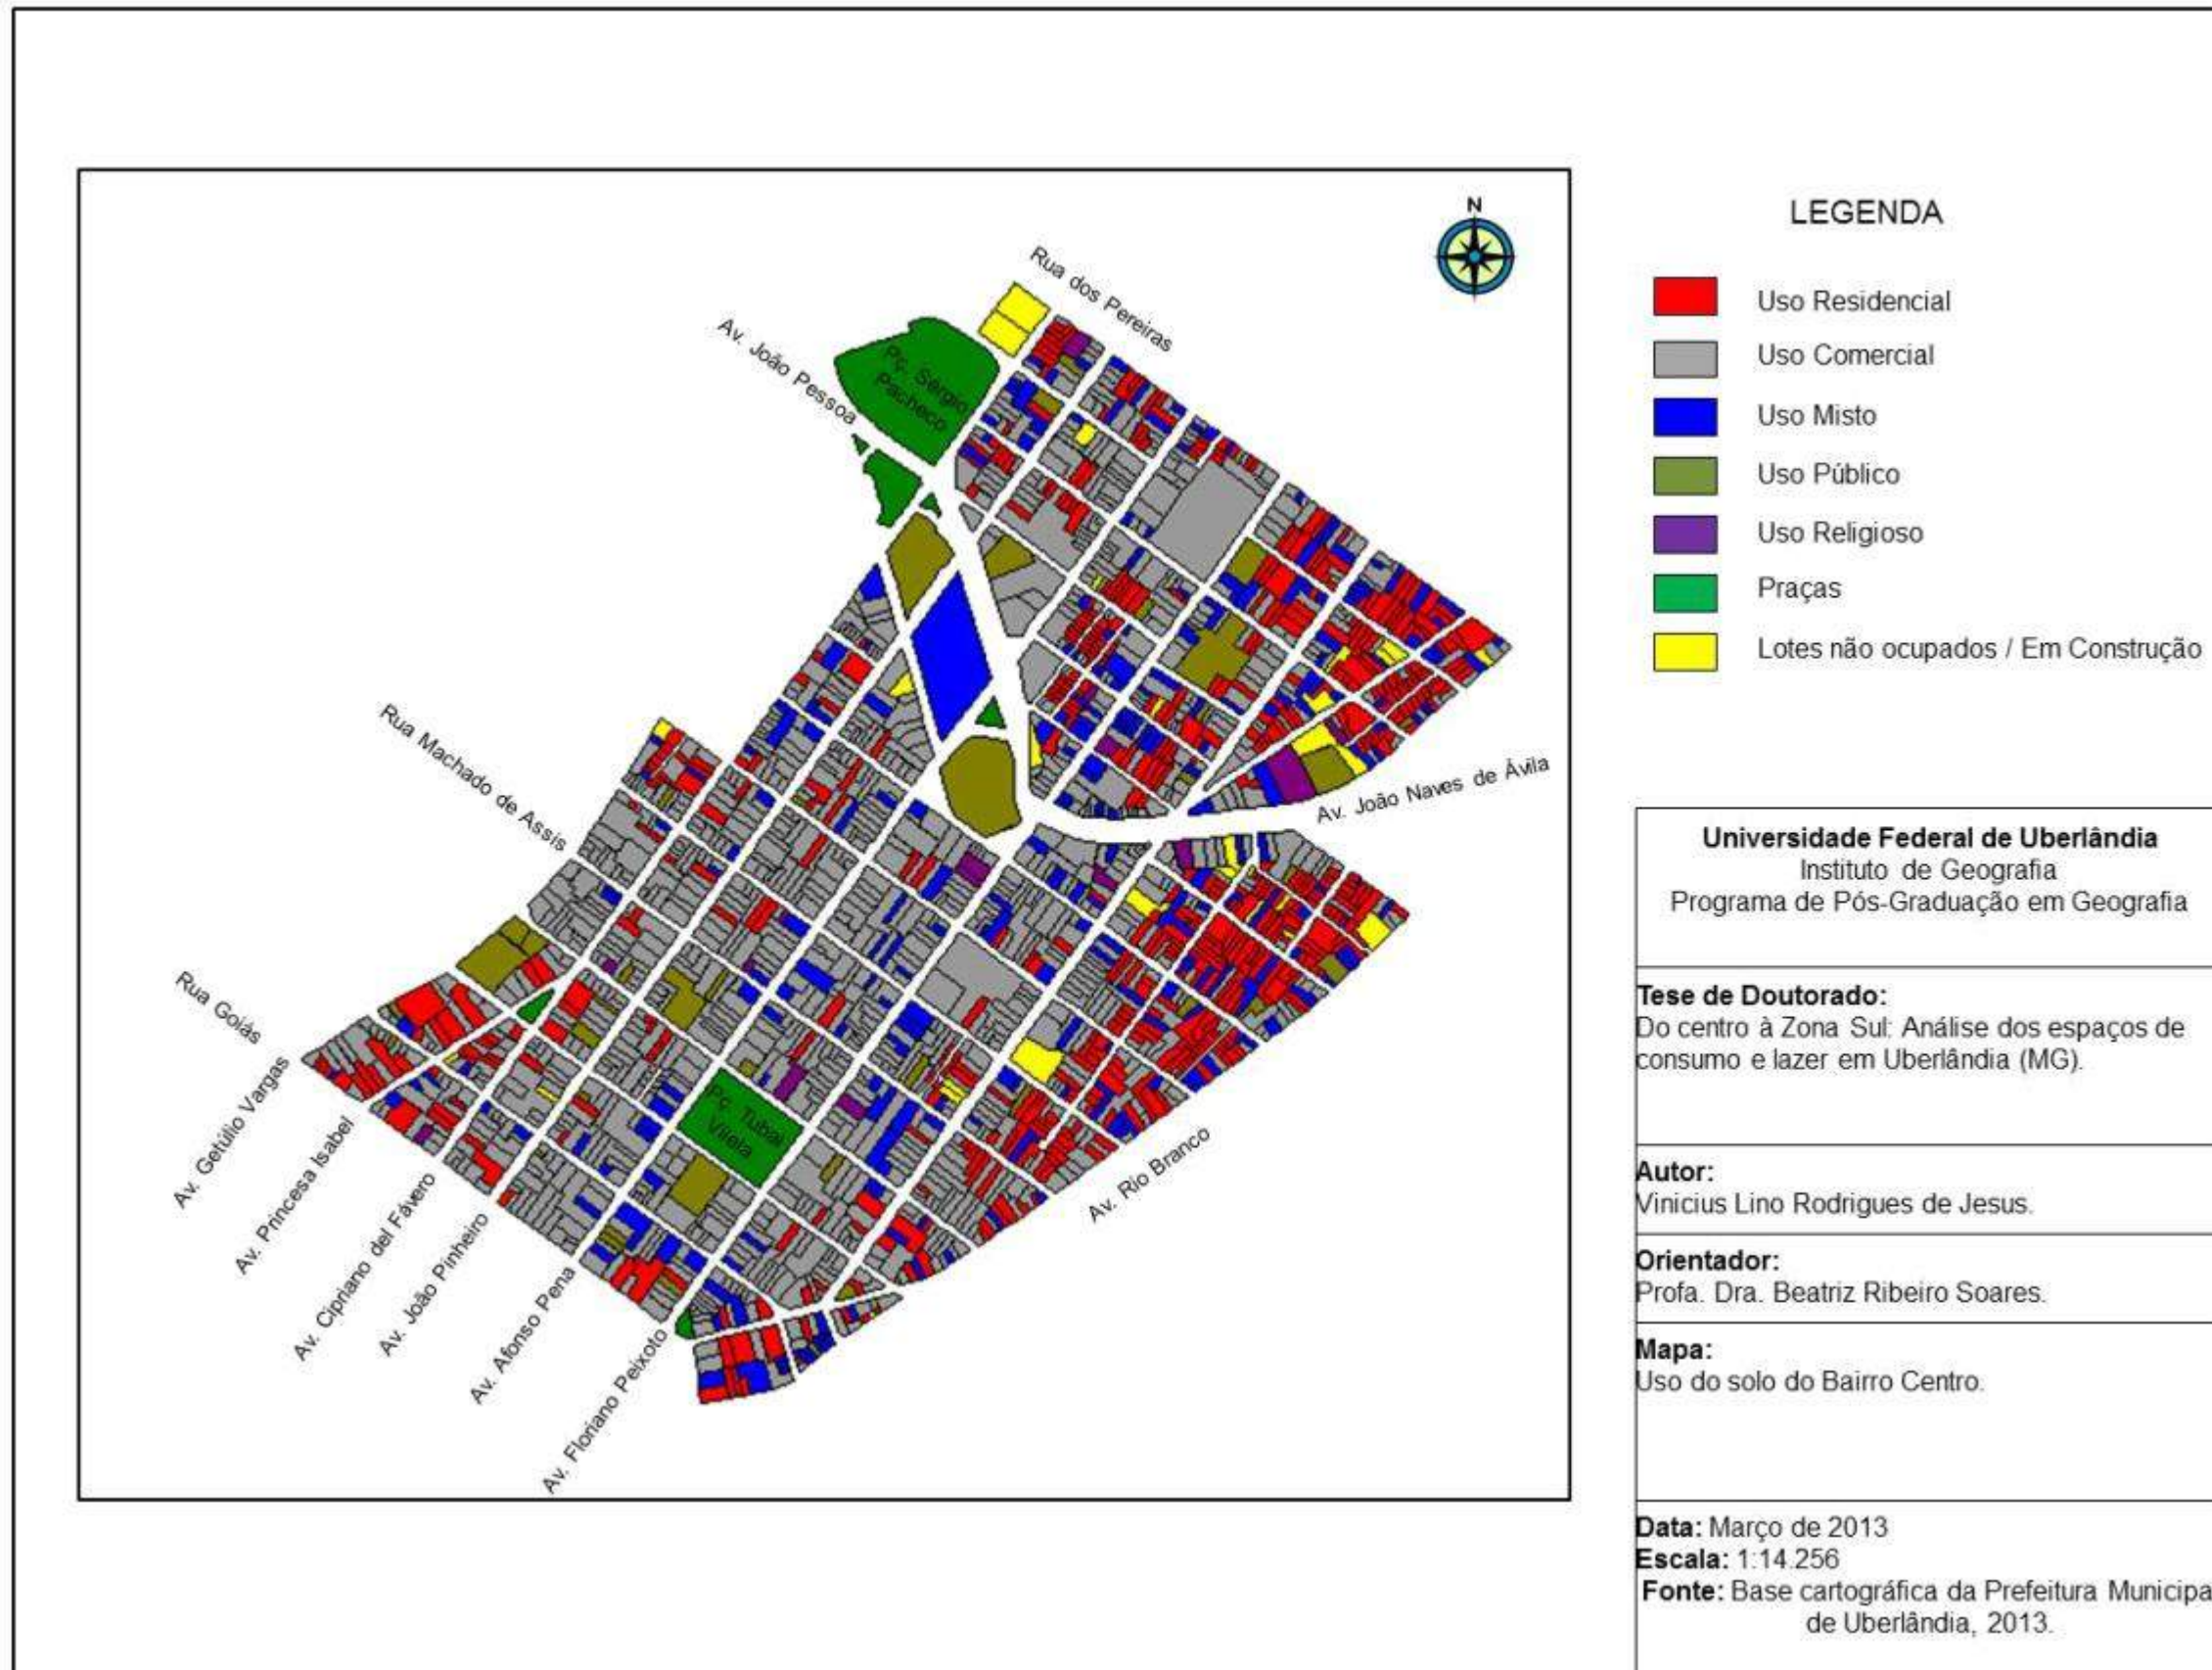 N
Rua dos Pereiras
Av. João Pessoa
Pç. Sérgio
Pacheco
Rua Machado de Assis
Av. João Naves de Ávila
Rua Goiás
Av. Getúlio Vargas
Av. Princesa Isabel
Av. Cipriano del Fávero
Av. João Pinheiro
Av. Afonso Pena
Av. Floriano Peixoto
Pç. Tubal
Vilela
Av. Rio Branco
LEGENDA
Uso Residencial
Uso Comercial
Uso Misto
Uso Público
Uso Religioso
Praças
Lotes não ocupados / Em Construção
Universidade Federal de Uberlândia
Instituto de Geografia
Programa de Pós-Graduação em Geografia
Tese de Doutorado:
Do centro à Zona Sul: Análise dos espaços de
consumo e lazer em Uberlândia (MG).
Autor:
Vinicius Lino Rodrigues de Jesus.
Orientador:
Profa. Dra. Beatriz Ribeiro Soares.
Mapa:
Uso do solo do Bairro Centro.
Data: Março de 2013
Escala: 1:14.256
Fonte: Base cartográfica da Prefeitura Municipa
de Uberlândia, 2013.